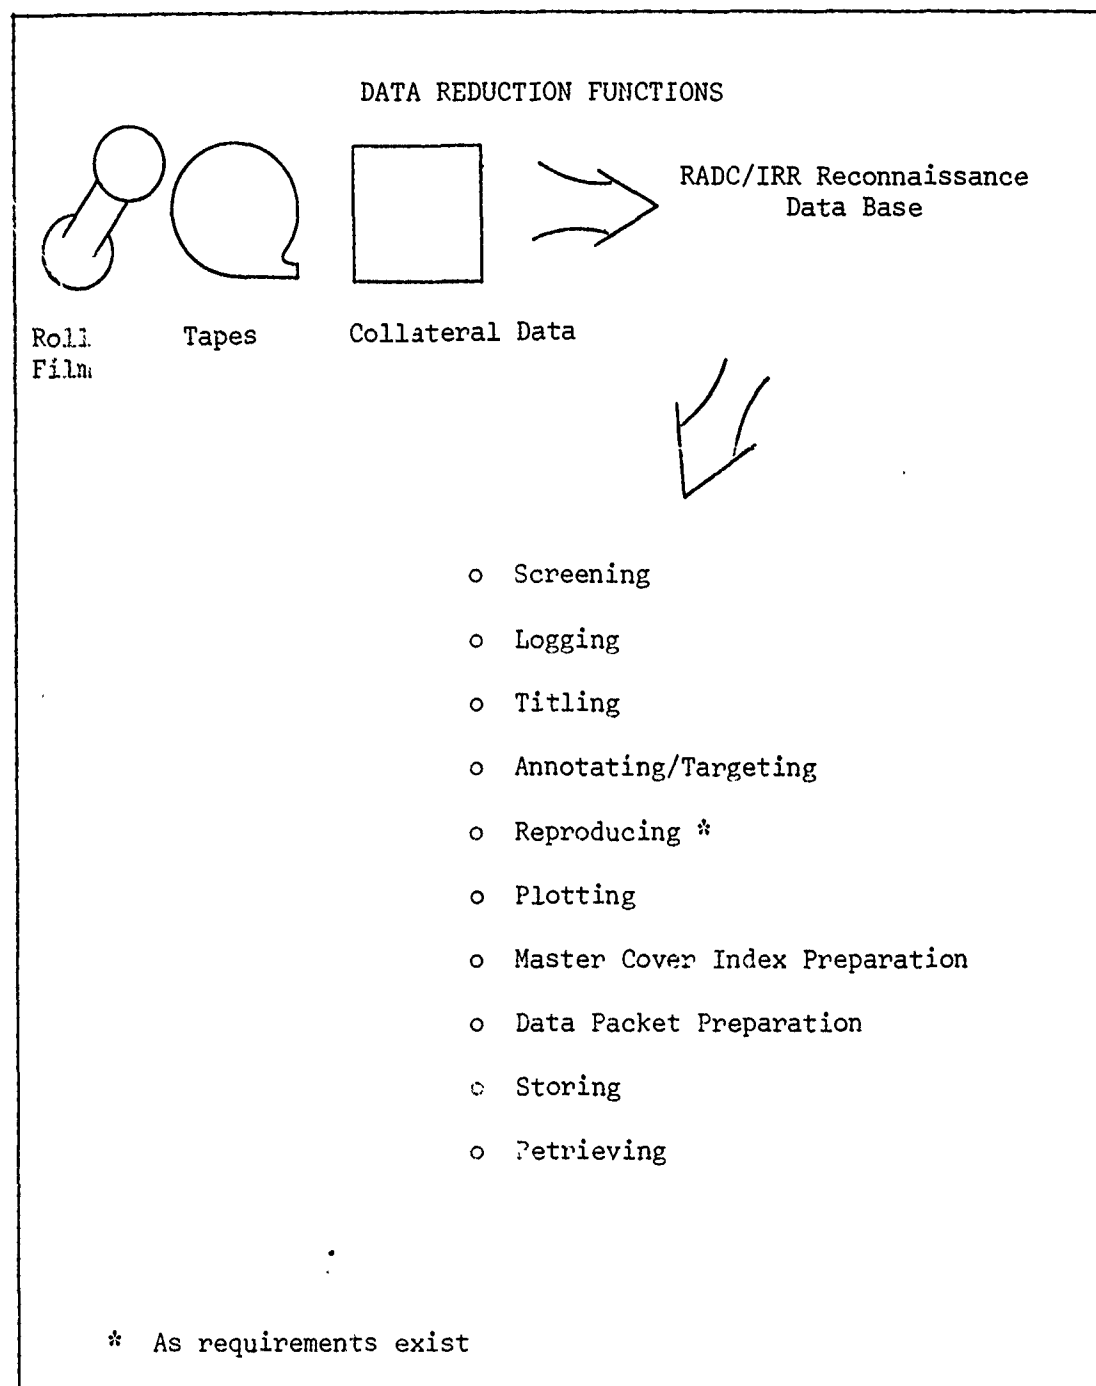 DATA REDUCTION FUNCTIONS
RADC/IRR Reconnaissance
Data Base
Roll
Film
Tapes
Collateral Data
o Screening
o Logging
o Titling
o Annotating/Targeting
o Reproducing *
o Plotting
o Master Cover Index Preparation
o Data Packet Preparation
o Storing
o Retrieving
* As requirements exist